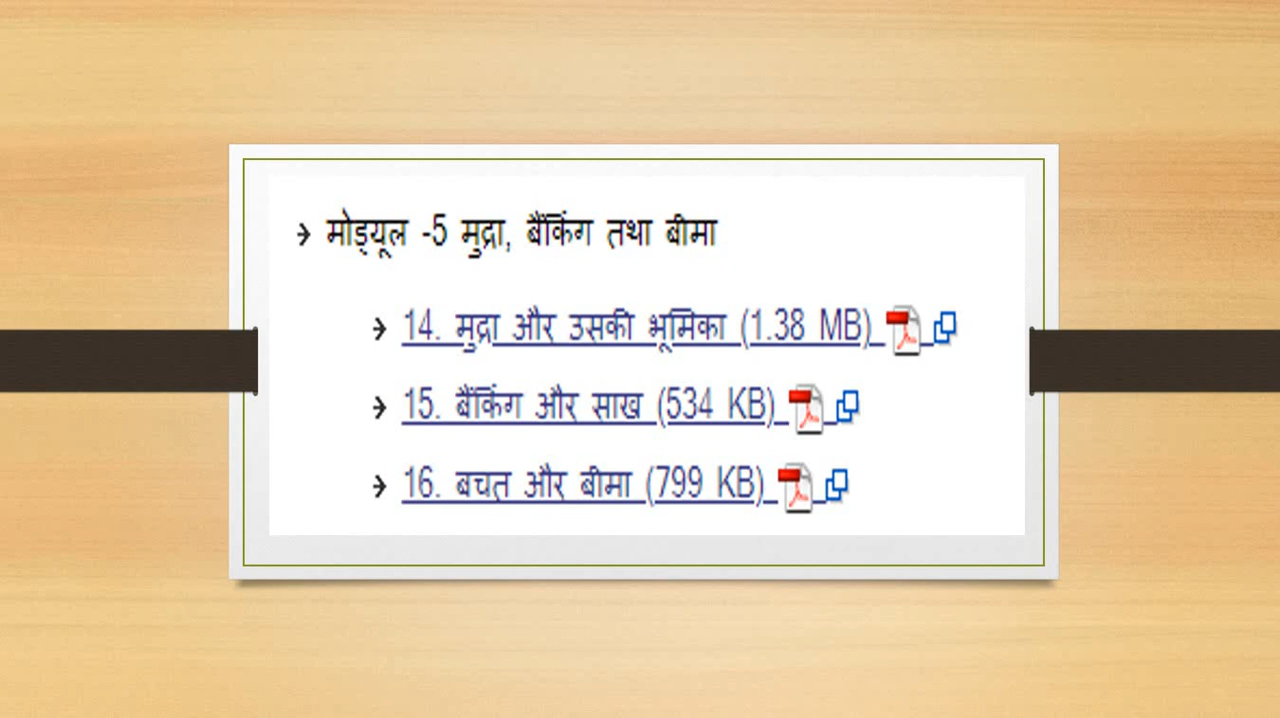 मोड्यूल -5 मुद्रा, बैंकिंग तथा बीमा
14. मुद्रा और उसकी भूमिका (1.38 MB)
15. बैंकिंग और साख (534 KB)
16. बचत और बीमा (799 KB)